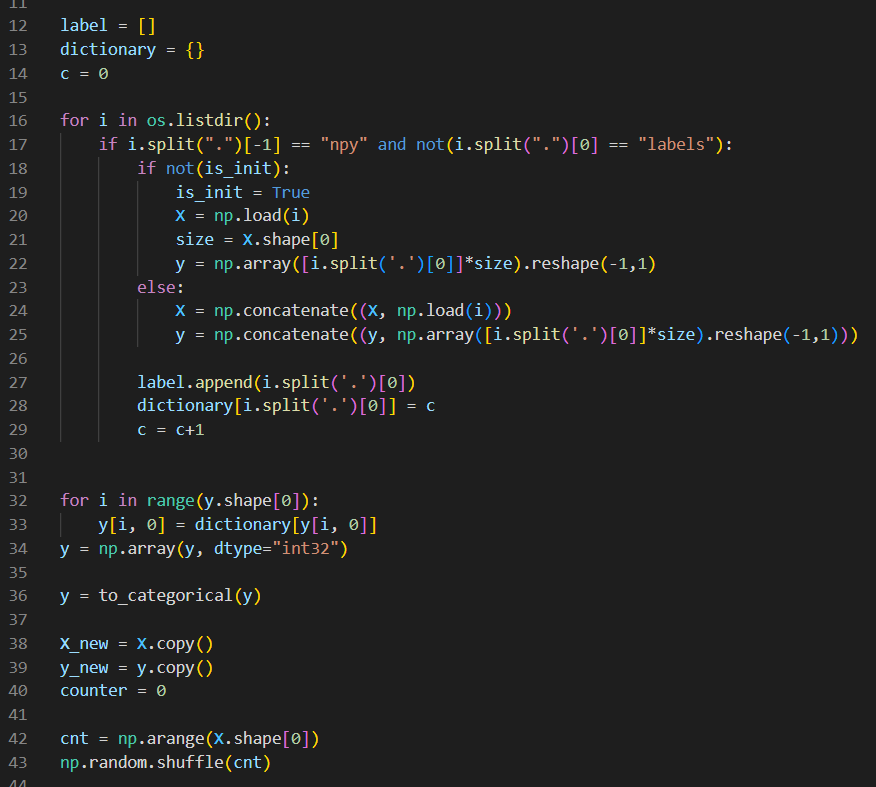 11
12 label = []
13 dictionary = {}
14 c = 0
15
16 for i in os.listdir():
17     if i.split(".")[-1] == "npy" and not(i.split(".")[0] == "labels"):
18         if not(is_init):
19             is_init = True
20             X = np.load(i)
21             size = X.shape[0]
22             y = np.array([i.split('.')[0]]*size).reshape(-1,1)
23         else:
24             X = np.concatenate((X, np.load(i)))
25             y = np.concatenate((y, np.array([i.split('.')[0]]*size).reshape(-1,1)))
26
27         label.append(i.split('.')[0])
28         dictionary[i.split('.')[0]] = c
29         c = c+1
30
31
32 for i in range(y.shape[0]):
33     y[i, 0] = dictionary[y[i, 0]]
34 y = np.array(y, dtype="int32")
35
36 y = to_categorical(y)
37
38 X_new = X.copy()
39 y_new = y.copy()
40 counter = 0
41
42 cnt = np.arange(X.shape[0])
43 np.random.shuffle(cnt)
44